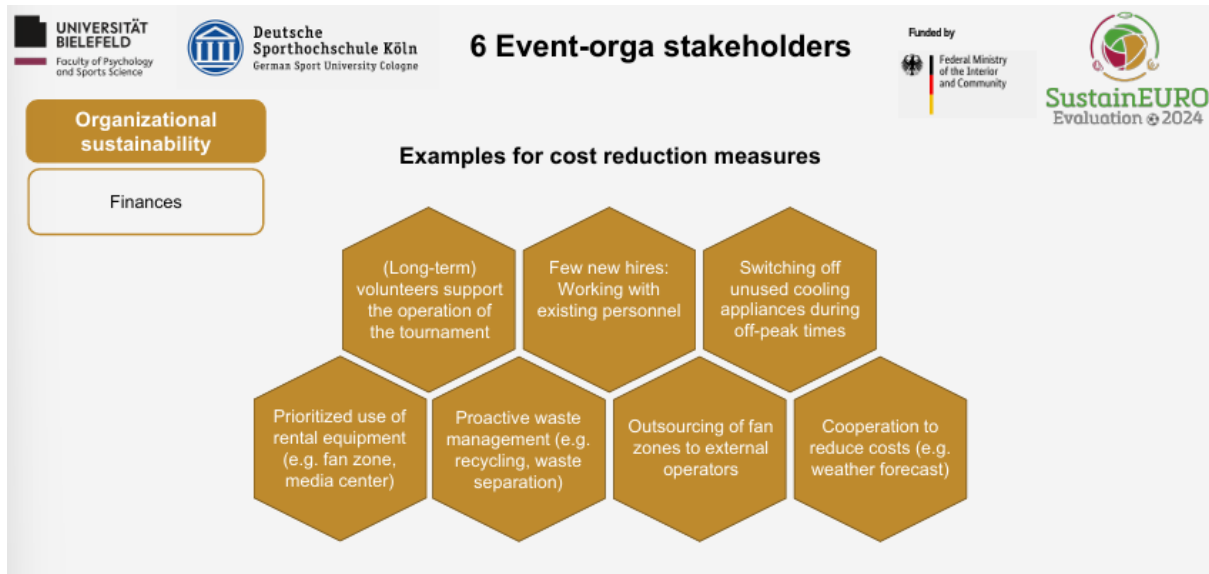 UNIVERSITÄT
BIELEFELD
Faculty of Psychology
and Sports Science
Deutsche
Sporthochschule Köln
German Sport University Cologne
6 Event-orga stakeholders
Funded by
Federal Ministry
of the Interior
and Community
SustainEURO
Evaluation 2024
Organizational
sustainability
Finances
Examples for cost reduction measures
(Long-term)
volunteers support
the operation of
the tournament
Few new hires:
Working with
existing personnel
Switching off
unused cooling
appliances during
off-peak times
Prioritized use of
rental equipment
(e.g. fan zone,
media center)
Proactive waste
management (e.g.
recycling, waste
separation)
Outsourcing of fan
zones to external
operators
Cooperation to
reduce costs (e.g.
weather forecast)